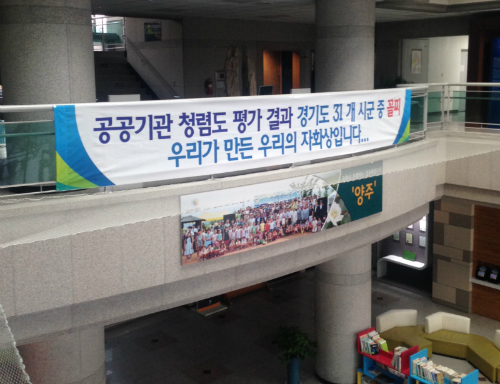 공공기관 청렴도 평가 결과 경기도 31개 시군 중 꼴찌
우리가 만든 우리의 자화상입니다...
'양주'